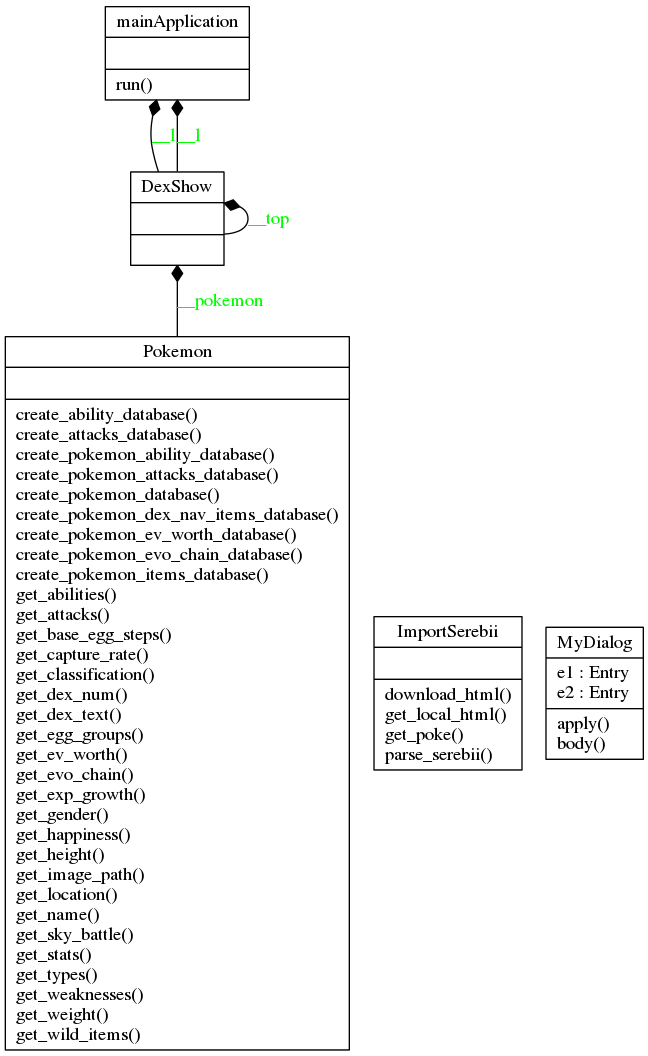 mainApplication
run()
__l __l
DexShow
__top
__pokemon
Pokemon
create_ability_database()
create_attacks_database()
create_pokemon_ability_database()
create_pokemon_attacks_database()
create_pokemon_database()
create_pokemon_dex_nav_items_database()
create_pokemon_ev_worth_database()
create_pokemon_evo_chain_database()
create_pokemon_items_database()
get_abilities()
get_attacks()
get_base_egg_steps()
get_capture_rate()
get_classification()
get_dex_num()
get_dex_text()
get_egg_groups()
get_ev_worth()
get_evo_chain()
get_exp_growth()
get_gender()
get_happiness()
get_height()
get_image_path()
get_location()
get_name()
get_sky_battle()
get_stats()
get_types()
get_weaknesses()
get_weight()
get_wild_items()
ImportSerebii
download_html()
get_local_html()
get_poke()
parse_serebii()
MyDialog
e1 : Entry
e2 : Entry
apply()
body()